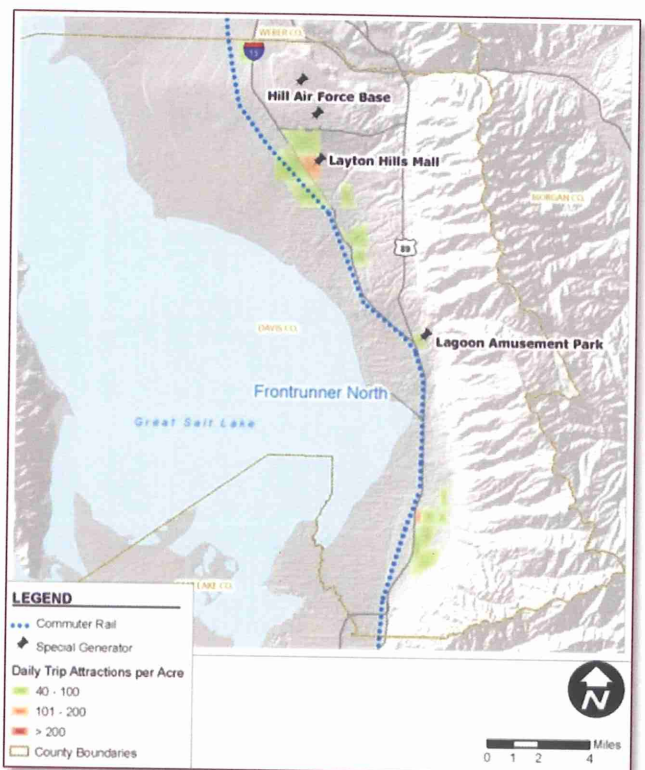 WEBER CO.
15
Hill Air Force Base
Layton Hills Mall
MORGAN CO.
89
DAVIS CO.
Lagoon Amusement Park
Frontrunner North
Great Salt Lake
LAKE CO.
LEGEND
Commuter Rail
Special Generator
Daily Trip Attractions per Acre
40 - 100
101 - 200
> 200
County Boundaries
N
Miles
0 1 2 4